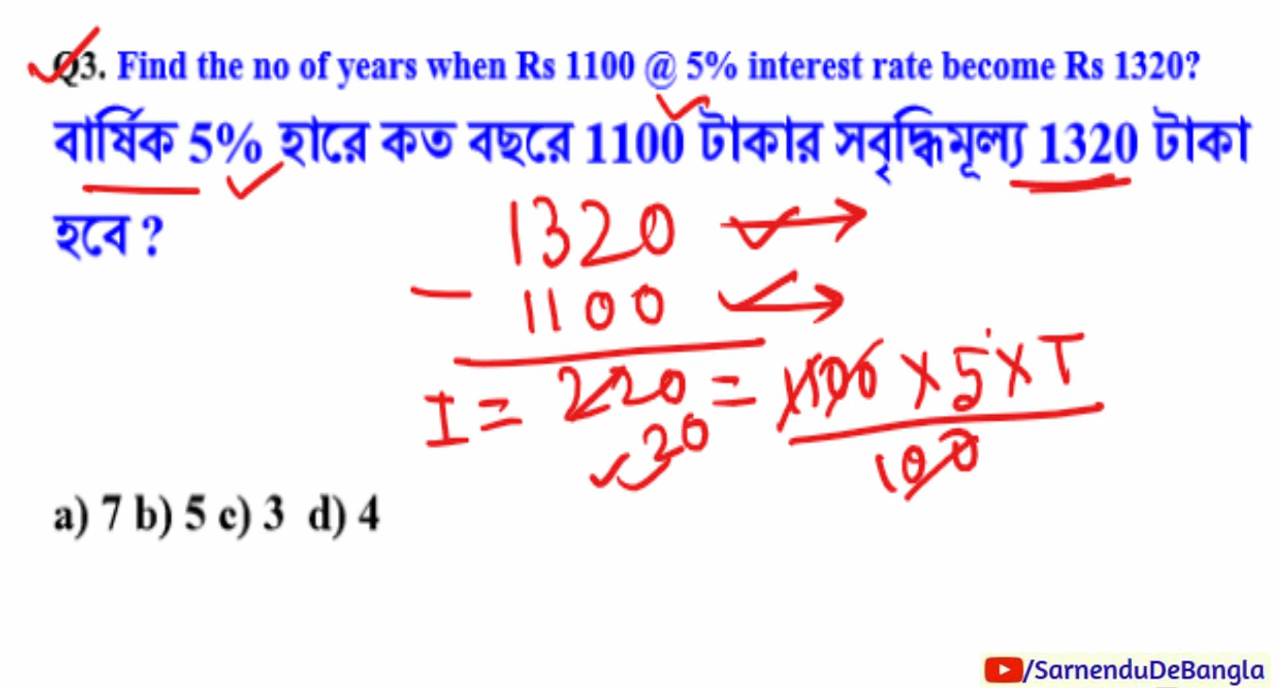 Q3. Find the no of years when Rs 1100 @ 5% interest rate become Rs 1320?
বার্ষিক 5% হারে কত বছরে 1100 টাকার সবৃদ্ধিমূল্য 1320 টাকা
হবে ?
1320
- 1100
I = 220 = 1100 X 5 X T
20
100
a) 7 b) 5 c) 3 d) 4
/SarnenduDeBangla